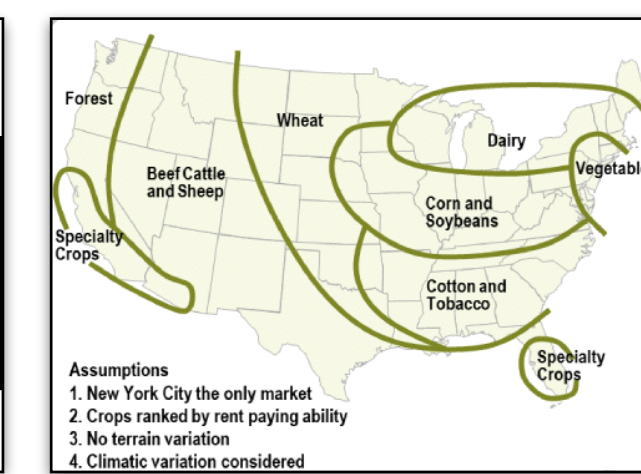 Forest
Wheat
Dairy
Beef Cattle
and Sheep
Corn and
Soybeans
Specialty
Crops
Cotton and
Tobacco
Specialty
Crops
Assumptions
1. New York City the only market
2. Crops ranked by rent paying ability
3. No terrain variation
4. Climatic variation considered